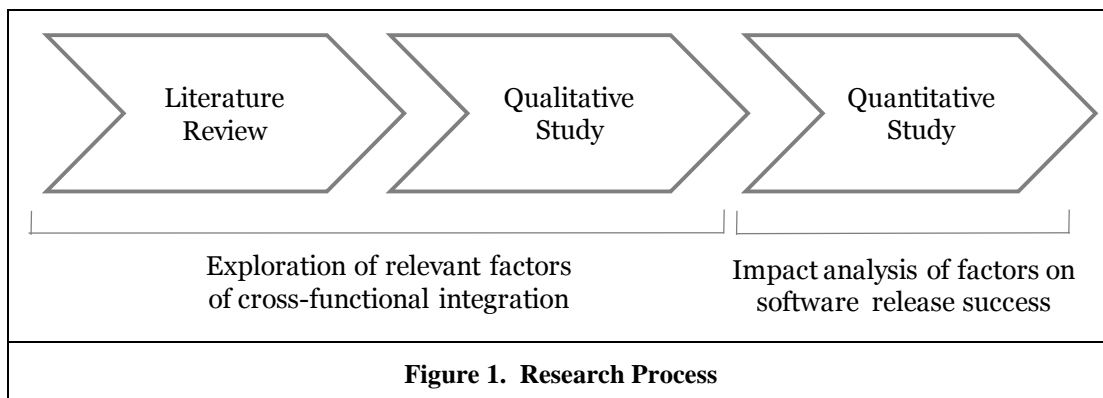 Literature
Review
Qualitative
Study
Quantitative
Study
Exploration of relevant factors
of cross-functional integration
Impact analysis of factors on
software release success
Figure 1. Research Process